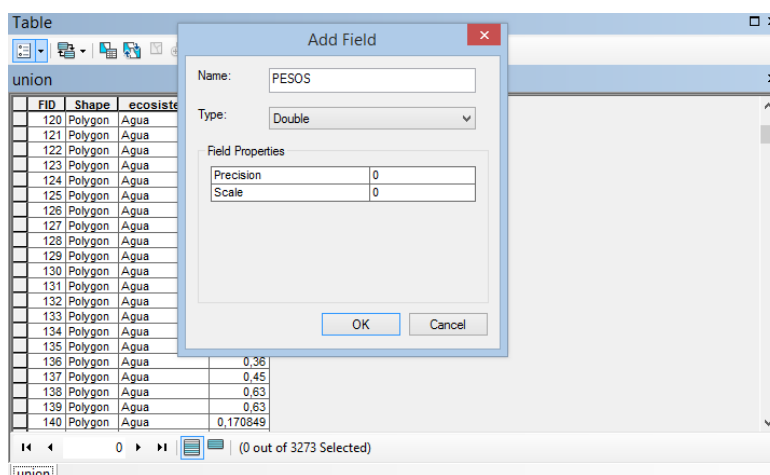 Table
Add Field
union
Name:
PESOS
Type:
Double
Field Properties
Precision 0
Scale 0
OK Cancel
FID Shape ecosiste
120 Polygon Agua
121 Polygon Agua
122 Polygon Agua
123 Polygon Agua
124 Polygon Agua
125 Polygon Agua
126 Polygon Agua
127 Polygon Agua
128 Polygon Agua
129 Polygon Agua
130 Polygon Agua
131 Polygon Agua
132 Polygon Agua
133 Polygon Agua
134 Polygon Agua
135 Polygon Agua
136 Polygon Agua 0,36
137 Polygon Agua 0,45
138 Polygon Agua 0,63
139 Polygon Agua 0,63
140 Polygon Agua 0,170849
0 (0 out of 3273 Selected)
union